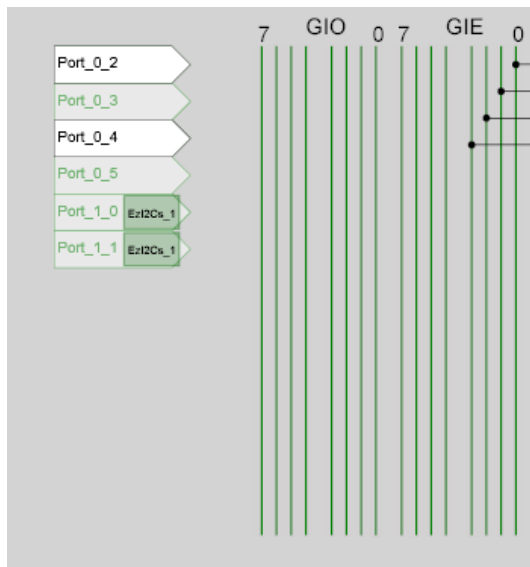 7 GIO 0 7 GIE 0
Port_0_2
Port_0_3
Port_0_4
Port_0_5
Port_1_0 EzI2Cs_1
Port_1_1 EzI2Cs_1